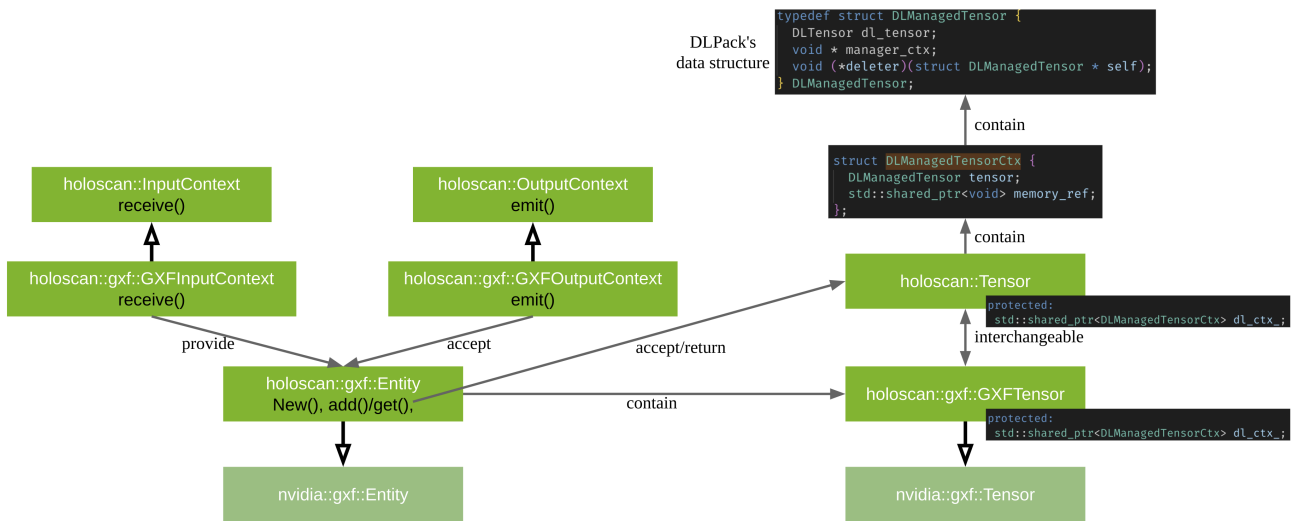 DLPack's
data structure
typedef struct DLManagedTensor {
DLTensor dl_tensor;
void * manager_ctx;
void (*deleter)(struct DLManagedTensor * self);
} DLManagedTensor;
contain
struct DLManagedTensorCtx {
DLManagedTensor tensor;
std::shared_ptr<void> memory_ref;
};
contain
holoscan::InputContext
receive()
holoscan::OutputContext
emit()
holoscan::gxf::GXFInputContext
receive()
holoscan::gxf::GXFOutputContext
emit()
holoscan::Tensor
protected:
std::shared_ptr<DLManagedTensorCtx> dl_ctx_;
provide
accept
accept/return
interchangeable
holoscan::gxf::Entity
New(), add()/get(),
contain
holoscan::gxf::GXFTensor
protected:
std::shared_ptr<DLManagedTensorCtx> dl_ctx_;
nvidia::gxf::Entity
nvidia::gxf::Tensor